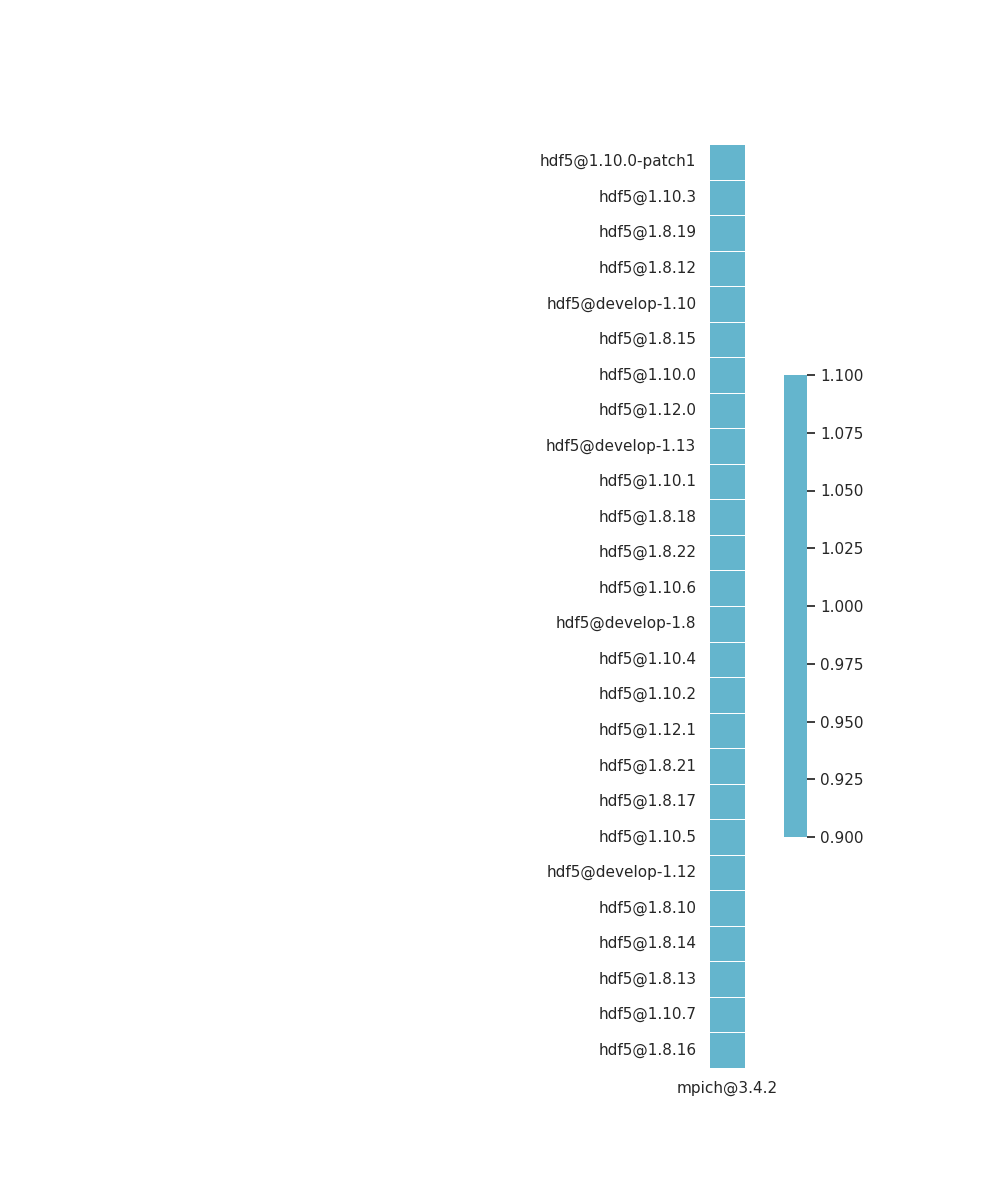 hdf5@1.10.0-patch1
hdf5@1.10.3
hdf5@1.8.19
hdf5@1.8.12
hdf5@develop-1.10
hdf5@1.8.15
hdf5@1.10.0
hdf5@1.12.0
hdf5@develop-1.13
hdf5@1.10.1
hdf5@1.8.18
hdf5@1.8.22
hdf5@1.10.6
hdf5@develop-1.8
hdf5@1.10.4
hdf5@1.10.2
hdf5@1.12.1
hdf5@1.8.21
hdf5@1.8.17
hdf5@1.10.5
hdf5@develop-1.12
hdf5@1.8.10
hdf5@1.8.14
hdf5@1.8.13
hdf5@1.10.7
hdf5@1.8.16
mpich@3.4.2
1.100
1.075
1.050
1.025
1.000
0.975
0.950
0.925
0.900